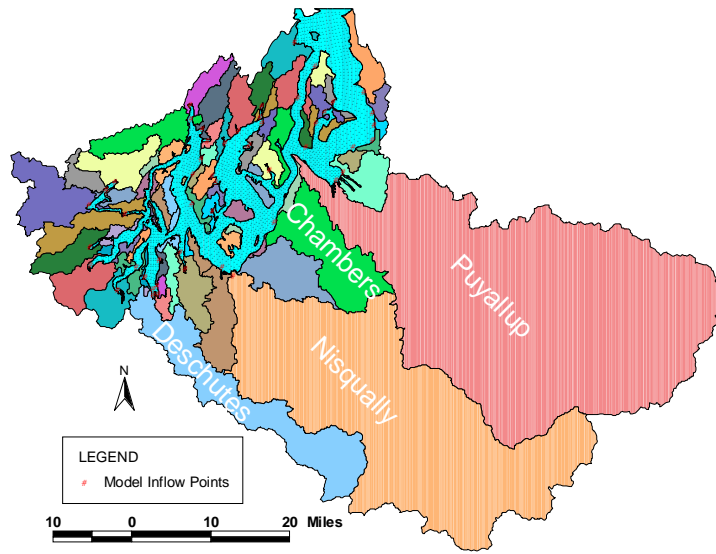 Chambers
Puyallup
Nisqually
Deschutes
N
LEGEND
# Model Inflow Points
10 0 10 20 Miles